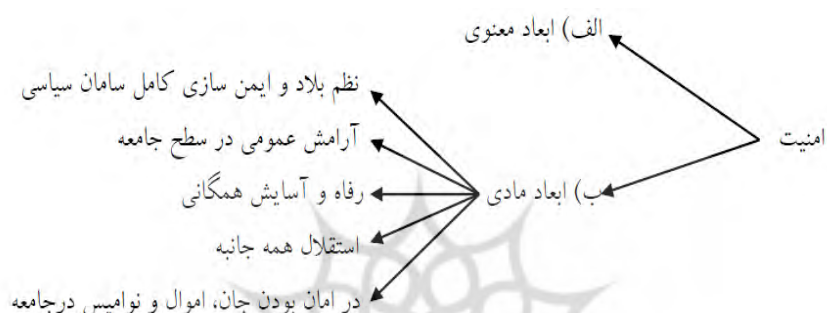 امنیت
الف) ابعاد معنوی
ب) ابعاد مادی
نظم بلاد و ایمن سازی کامل سامان سیاسی
آرامش عمومی در سطح جامعه
رفاه و آسایش همگانی
استقلال همه جانبه
در امان بودن جان، اموال و نوامیس درجامعه